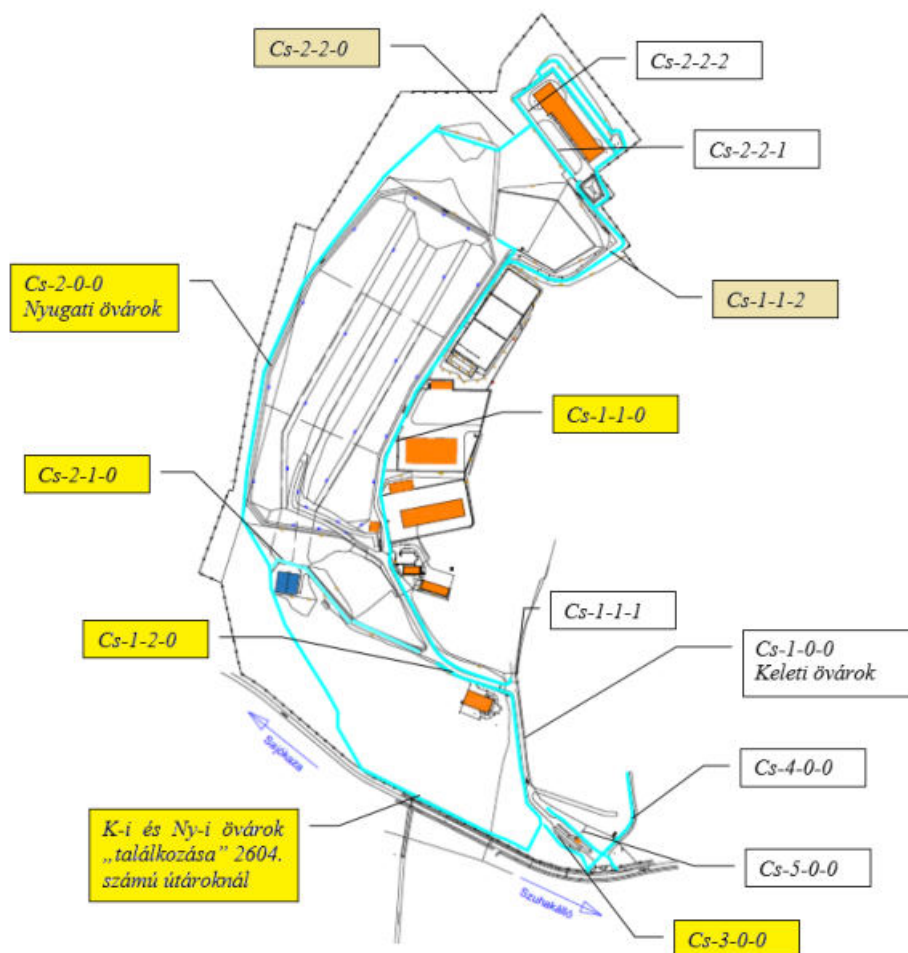 Cs-2-2-0
Cs-2-2-2
Cs-2-2-1
Cs-2-0-0
Nyugati övárok
Cs-1-1-2
Cs-1-1-0
Cs-2-1-0
Cs-1-1-1
Cs-1-2-0
Cs-1-0-0
Keleti övárok
Sajókaza
Cs-4-0-0
K-i és Ny-i övárok
„találkozása” 2604.
számú útároknál
Cs-5-0-0
Szuhakálló
Cs-3-0-0